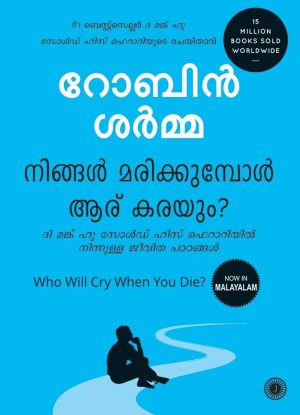 #1 ബെസ്റ്റ്സെല്ലർ ദ മങ്ക് ഹു
സോൾഡ് ഹിസ് ഫെറാറിയുടെ രചയിതാവ്
15
MILLION
BOOKS SOLD
WORLDWIDE
റോബിൻ
ശർമ്മ
നിങ്ങൾ മരിക്കുമ്പോൾ
ആര് കരയും?
ദി മങ്ക് ഹു സോൾഡ് ഹിസ് ഫെറാറിയിൽ
നിന്നുള്ള ജീവിത പാഠങ്ങൾ
Who Will Cry When You Die?
NOW IN
MALAYALAM
J